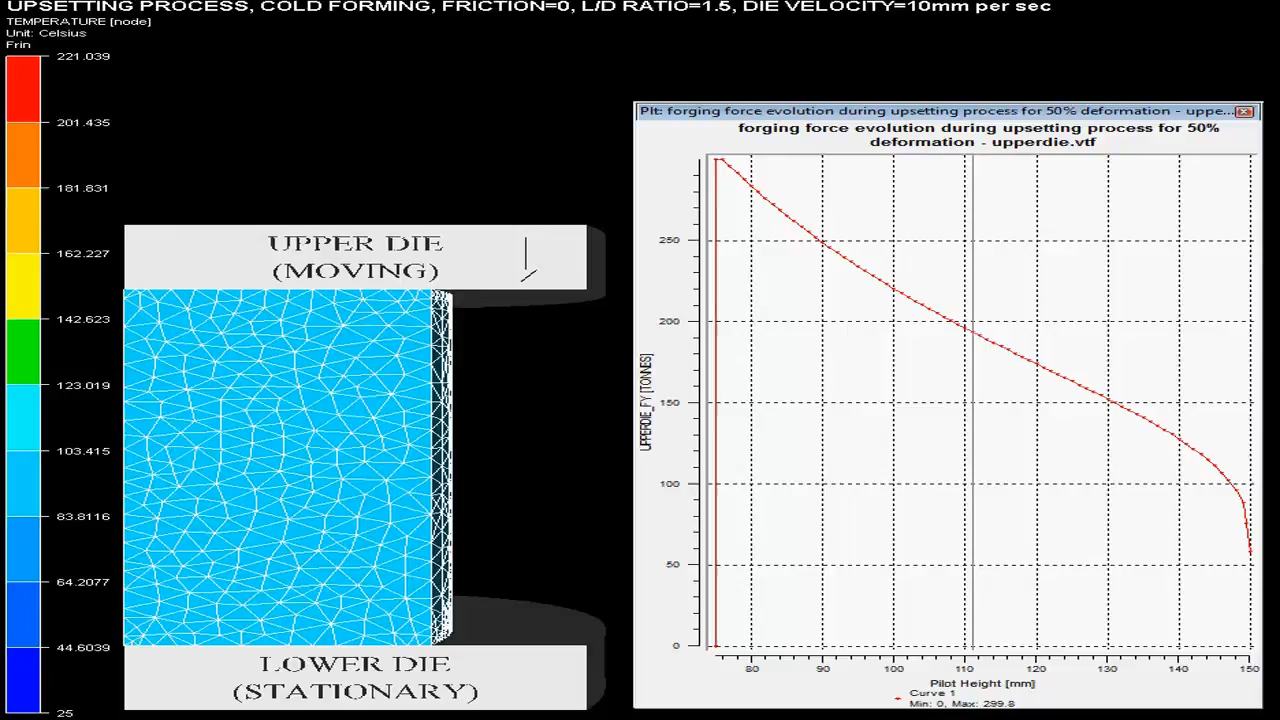 UPSETTING PROCESS, COLD FORMING, FRICTION=0, L/D RATIO=1.5, DIE VELOCITY=10mm per sec
TEMPERATURE [node]
Unit: Celsius
Frin
221.039
201.435
181.831
162.227
142.623
123.019
103.415
83.8116
64.2077
44.6039
25
UPPER DIE
(MOVING)
LOWER DIE
(STATIONARY)
Plt: forging force evolution during upsetting process for 50% deformation - uppe...
forging force evolution during upsetting process for 50%
deformation - upperdie.vtf
UPPERDIE_FY [TONNES]
250
200
150
100
50
0
80 90 100 110 120 130 140 150
Pilot Height [mm]
Curve 1
Min: 0, Max: 299.8